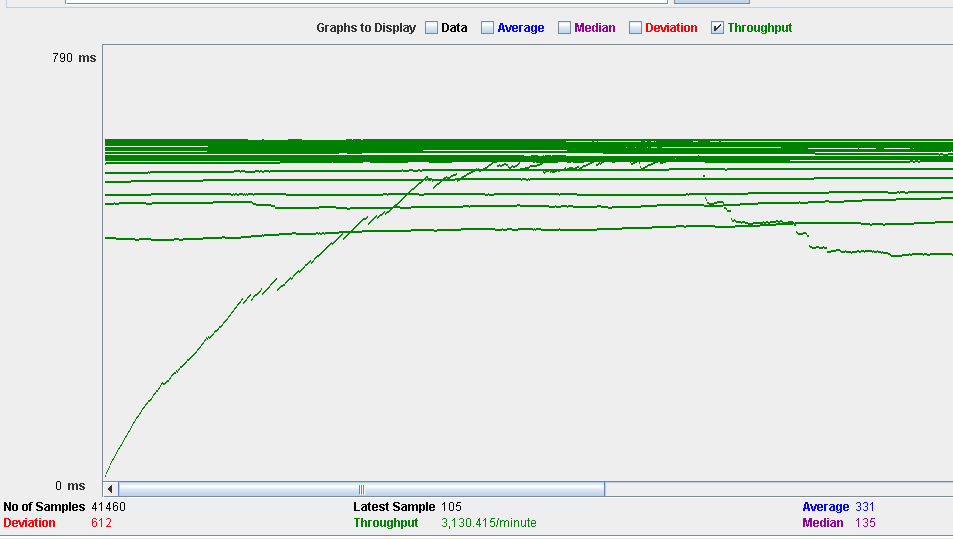 Graphs to Display Data Average Median Deviation Throughput
790 ms
0 ms
No of Samples 41460 Latest Sample 105 Average 331
Deviation 612 Throughput 3,130.415/minute Median 135